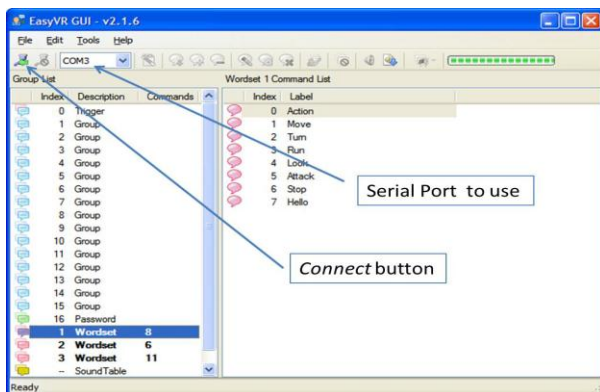 EasyVR GUI - v2.1.6
File Edit Tools Help
COM3
Group List
Index Description Commands
0 Trigger
1 Group
2 Group
3 Group
4 Group
5 Group
6 Group
7 Group
8 Group
9 Group
10 Group
11 Group
12 Group
13 Group
14 Group
15 Group
16 Password
1 Wordset 8
2 Wordset 6
3 Wordset 11
-- SoundTable
Wordset 1 Command List
Index Label
0 Action
1 Move
2 Turn
3 Run
4 Look
5 Attack
6 Stop
7 Hello
Serial Port to use
Connect button
Ready